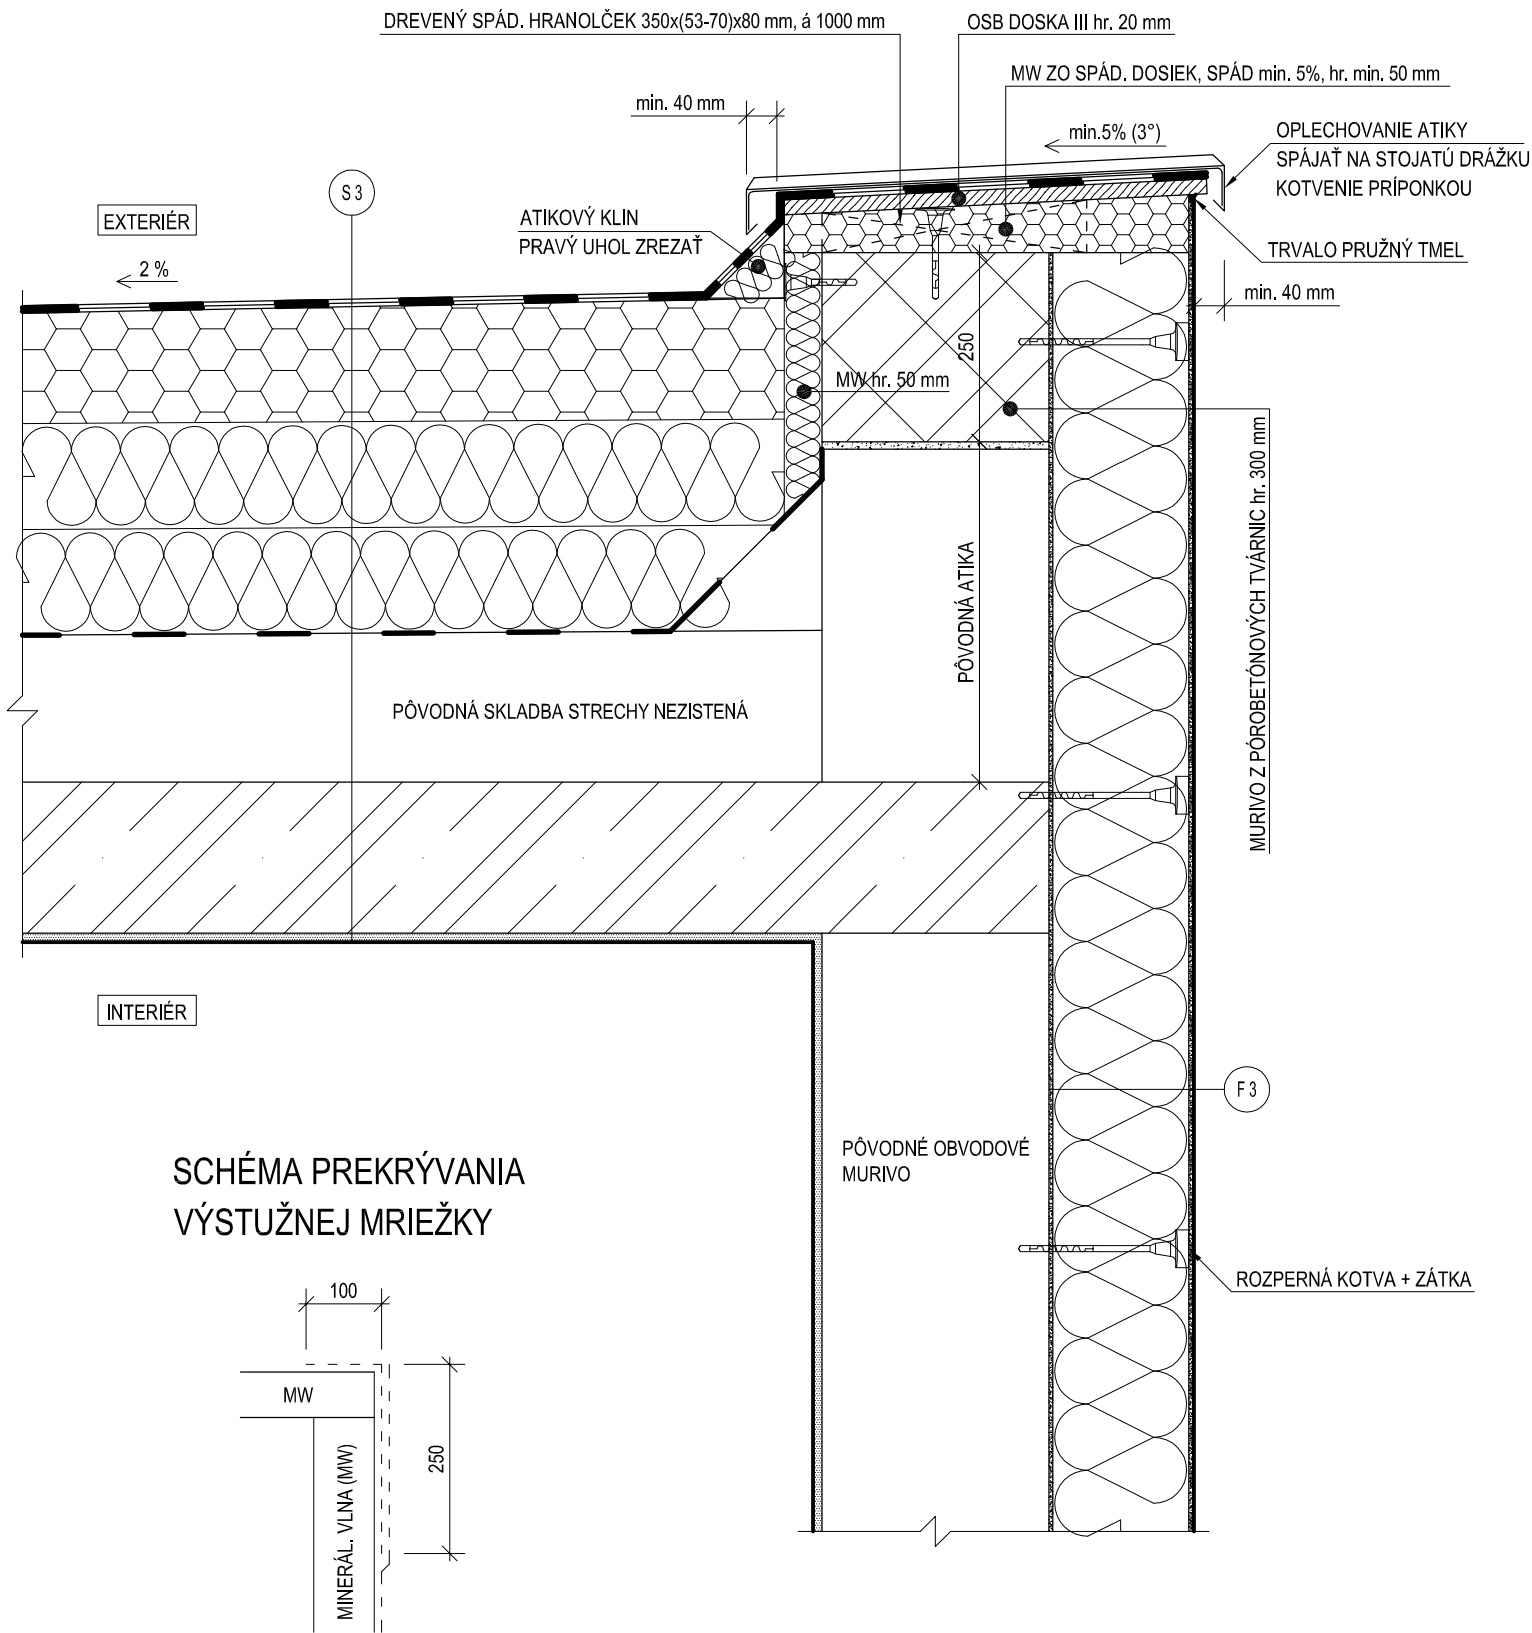 DREVENÝ SPÁD. HRANOLČEK 350x(53-70)x80 mm, á 1000 mm
OSB DOSKA III hr. 20 mm
MW ZO SPÁD. DOSIEK, SPÁD min. 5%, hr. min. 50 mm
min. 40 mm
min.5% (3°)
OPLECHOVANIE ATIKY
SPÁJAŤ NA STOJATÚ DRÁŽKU
KOTVENIE PRÍPONKOU
S 3
EXTERIÉR
ATIKOVÝ KLIN
PRAVÝ UHOL ZREZAŤ
TRVALO PRUŽNÝ TMEL
2 %
min. 40 mm
250
MW hr. 50 mm
MURIVO Z PÓROBETÓNOVÝCH TVÁRNIC hr. 300 mm
PÔVODNÁ ATIKA
PÔVODNÁ SKLADBA STRECHY NEZISTENÁ
INTERIÉR
F 3
PÔVODNÉ OBVODOVÉ
MURIVO
SCHÉMA PREKRÝVANIA
VÝSTUŽNEJ MRIEŽKY
ROZPERNÁ KOTVA + ZÁTKA
100
MW
250
MINERÁL. VLNA (MW)